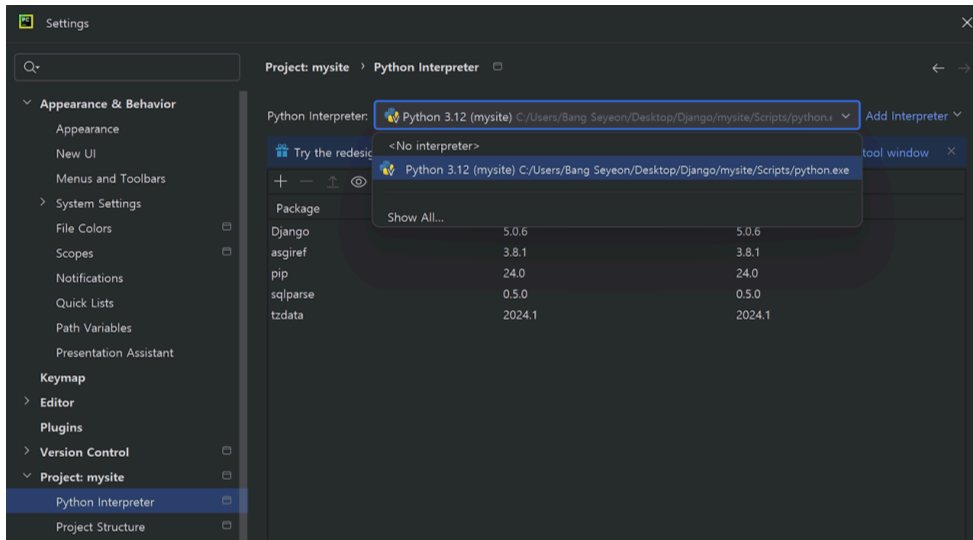 Settings
Project: mysite › Python Interpreter
Appearance & Behavior
Appearance
New UI
Menus and Toolbars
System Settings
File Colors
Scopes
Notifications
Quick Lists
Path Variables
Presentation Assistant
Keymap
Editor
Plugins
Version Control
Project: mysite
Python Interpreter
Project Structure
Python Interpreter: Python 3.12 (mysite) C:/Users/Bang Seyeon/Desktop/Django/mysite/Scripts/python.e Add Interpreter
<No interpreter>
Try the redesig tool window
Python 3.12 (mysite) C:/Users/Bang Seyeon/Desktop/Django/mysite/Scripts/python.exe
Show All...
Package
Django 5.0.6 5.0.6
asgiref 3.8.1 3.8.1
pip 24.0 24.0
sqlparse 0.5.0 0.5.0
tzdata 2024.1 2024.1